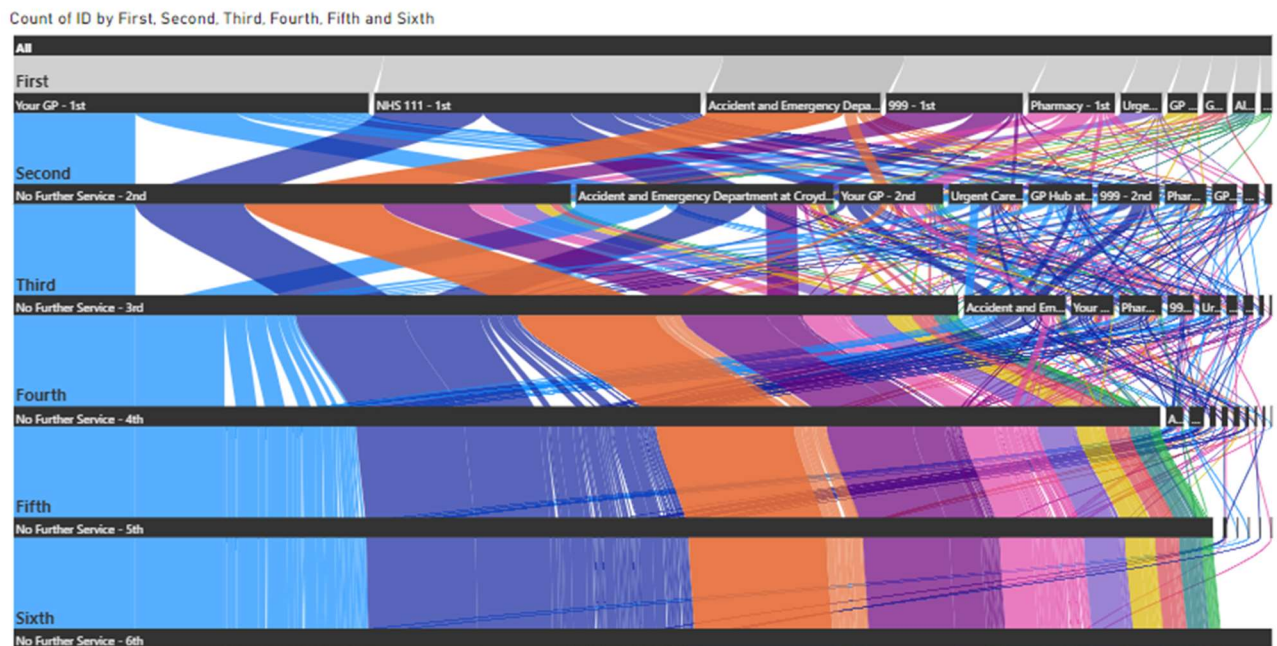 Count of ID by First, Second, Third, Fourth, Fifth and Sixth
All
First
Your GP - 1st NHS 111 - 1st Accident and Emergency Depa... 999 - 1st Pharmacy - 1st Urge... GP ... G... Al... ...
Second
No Further Service - 2nd Accident and Emergency Department at Croyd... Your GP - 2nd Urgent Care... GP Hub at... 999 - 2nd Phar... GP... ...
Third
No Further Service - 3rd Accident and Em... Your ... Phar... 99... Ur... ... ...
Fourth
No Further Service - 4th A... ...
Fifth
No Further Service - 5th
Sixth
No Further Service - 6th